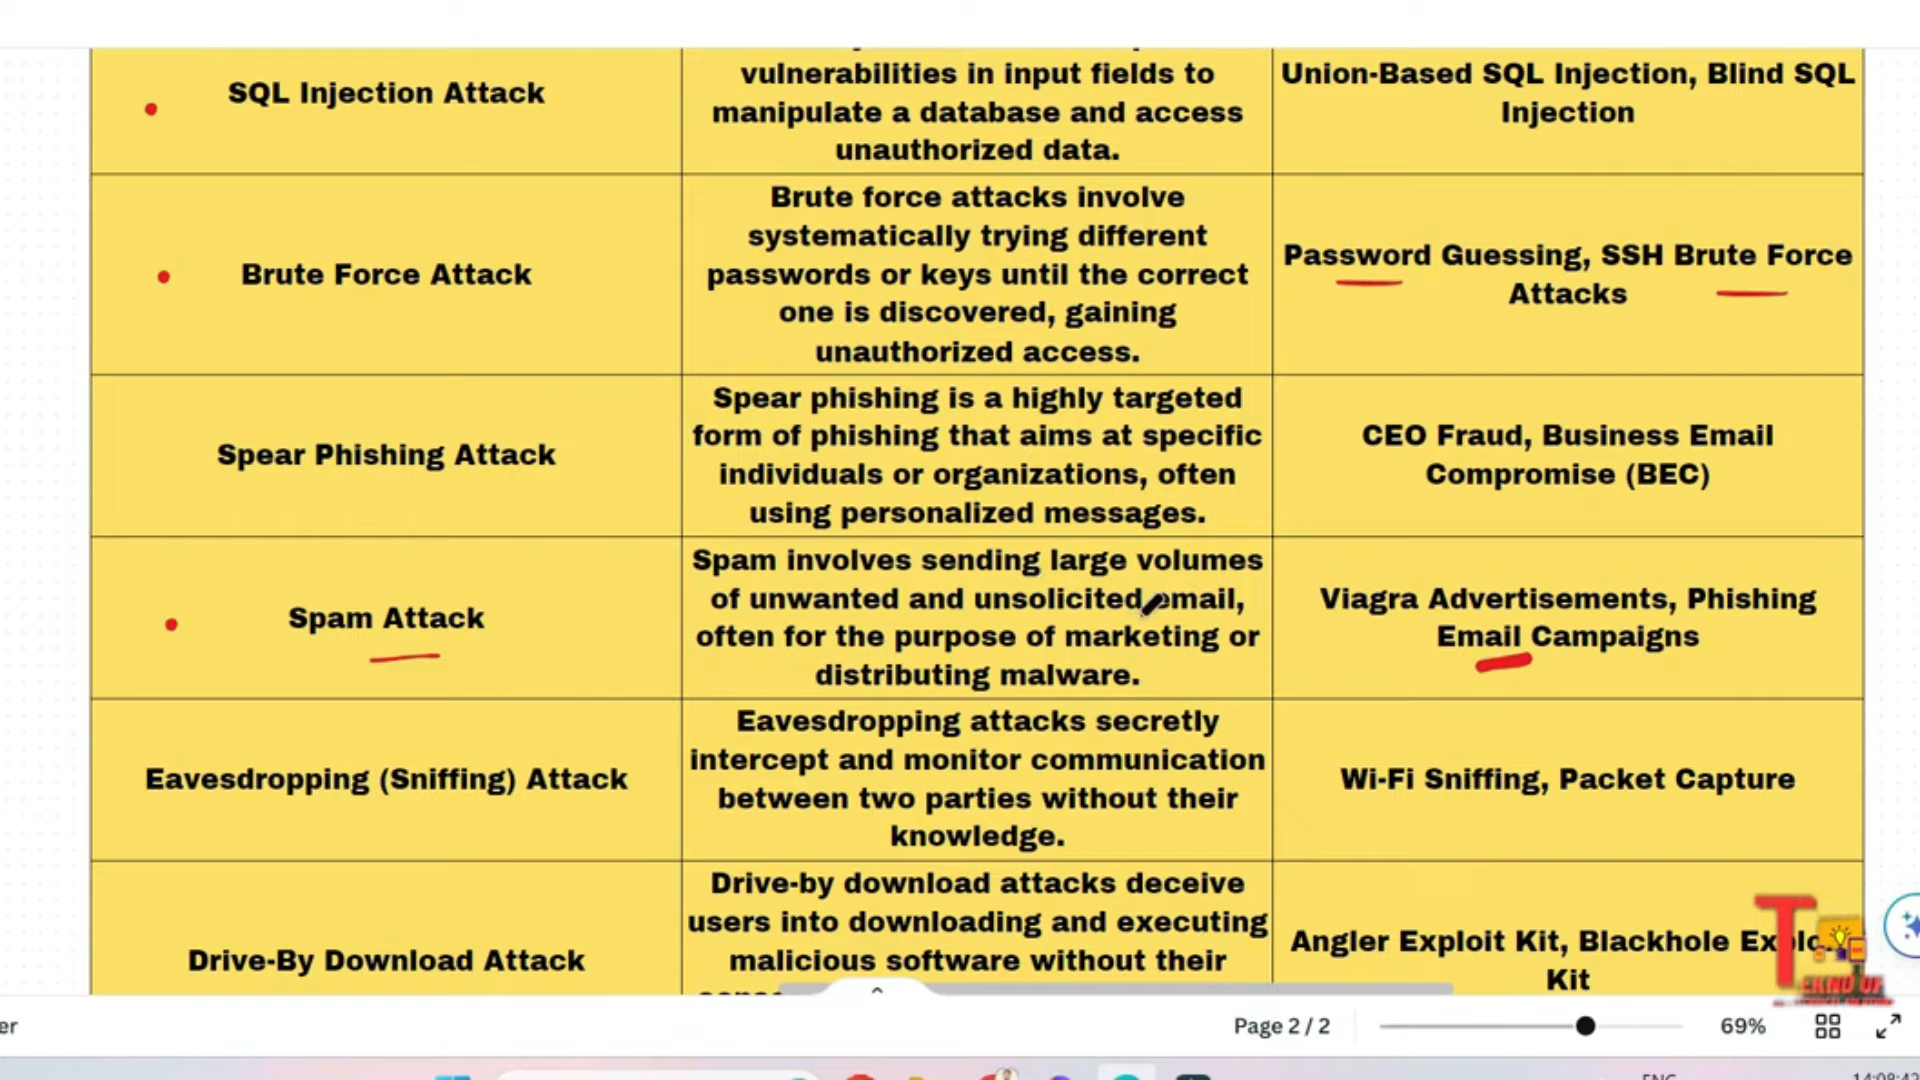 SQL Injection Attack
vulnerabilities in input fields to
manipulate a database and access
unauthorized data.
Union-Based SQL Injection, Blind SQL
Injection
Brute Force Attack
Brute force attacks involve
systematically trying different
passwords or keys until the correct
one is discovered, gaining
unauthorized access.
Password Guessing, SSH Brute Force
Attacks
Spear Phishing Attack
Spear phishing is a highly targeted
form of phishing that aims at specific
individuals or organizations, often
using personalized messages.
CEO Fraud, Business Email
Compromise (BEC)
Spam Attack
Spam involves sending large volumes
of unwanted and unsolicited email,
often for the purpose of marketing or
distributing malware.
Viagra Advertisements, Phishing
Email Campaigns
Eavesdropping (Sniffing) Attack
Eavesdropping attacks secretly
intercept and monitor communication
between two parties without their
knowledge.
Wi-Fi Sniffing, Packet Capture
Drive-By Download Attack
Drive-by download attacks deceive
users into downloading and executing
malicious software without their
Angler Exploit Kit, Blackhole
Kit
er
Page 2 / 2
69%
ENG